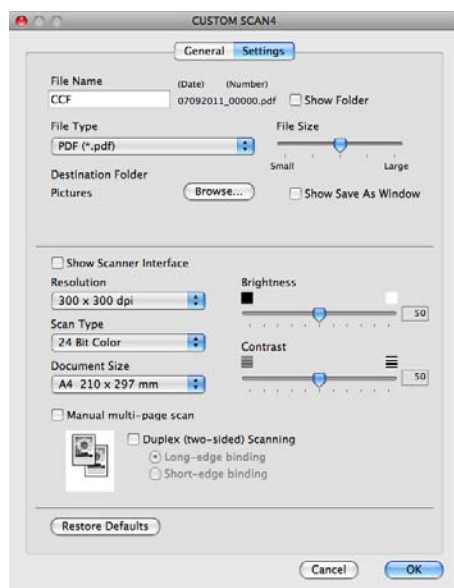 CUSTOM SCAN4
General Settings
File Name (Date) (Number)
CCF 07092011_00000.pdf Show Folder
File Type File Size
PDF (*.pdf)
Small Large
Destination Folder
Pictures Browse... Show Save As Window
Show Scanner Interface
Resolution Brightness
300 x 300 dpi 50
Scan Type
24 Bit Color Contrast
Document Size
A4 210 x 297 mm 50
Manual multi-page scan
Duplex (two-sided) Scanning
Long-edge binding
Short-edge binding
Restore Defaults
Cancel OK